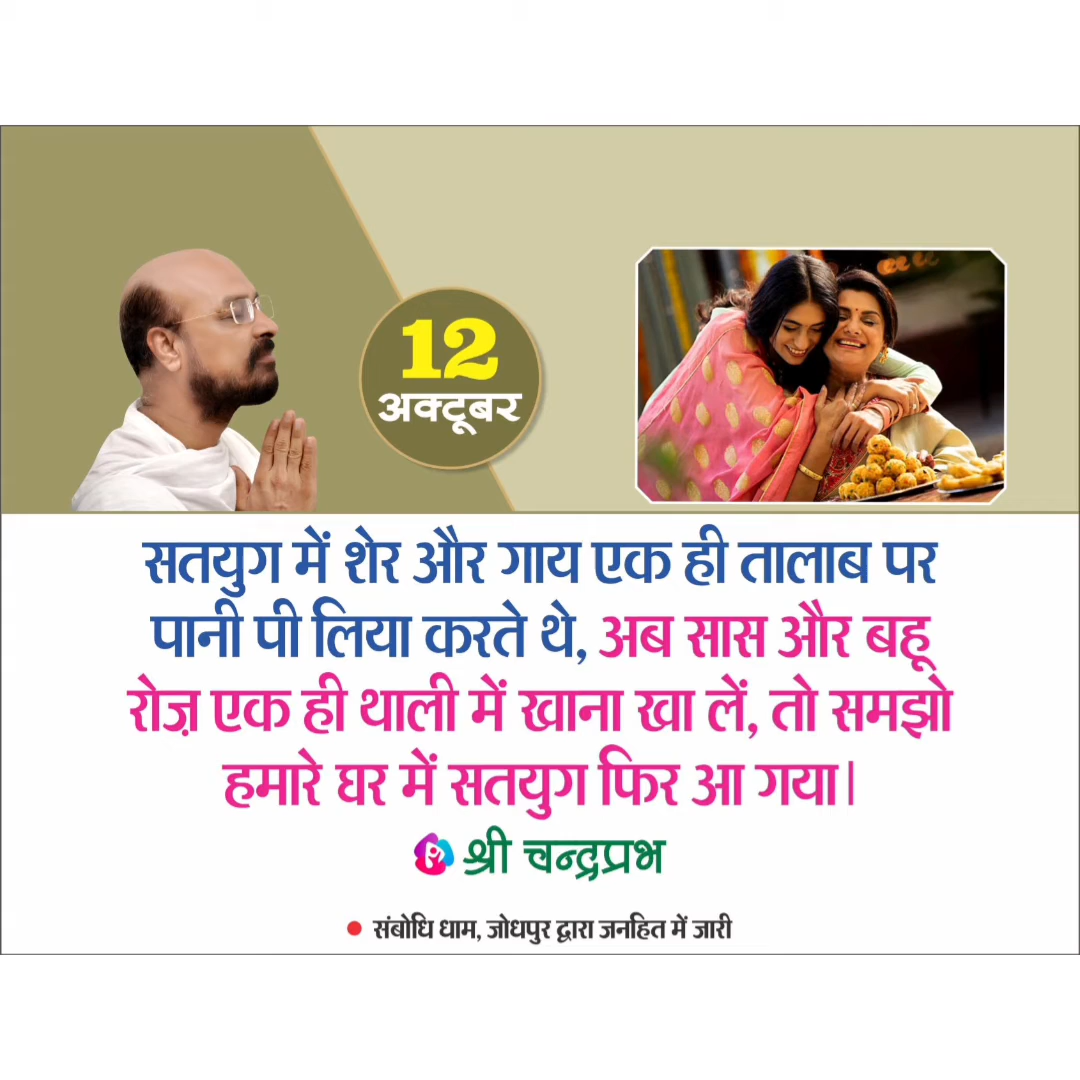 12
अक्टूबर
सतयुग में शेर और गाय एक ही तालाब पर
पानी पी लिया करते थे, अब सास और बहू
रोज़ एक ही थाली में खाना खा लें, तो समझो
हमारे घर में सतयुग फिर आ गया।
श्री चन्द्रप्रभ
• संबोधि धाम, जोधपुर द्वारा जनहित में जारी